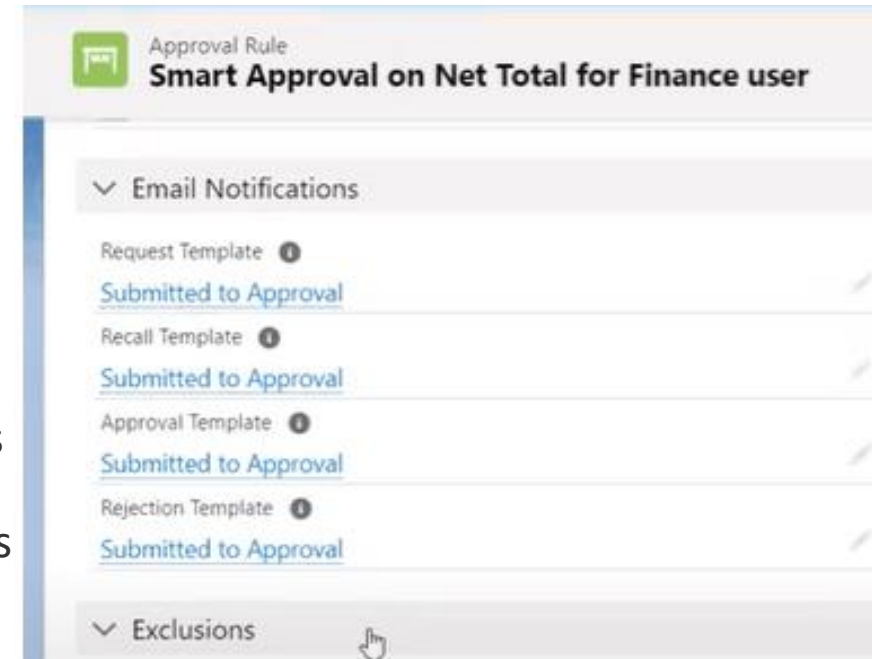 Approval Rule
Smart Approval on Net Total for Finance user
Email Notifications
Request Template
Submitted to Approval
Recall Template
Submitted to Approval
Approval Template
Submitted to Approval
Rejection Template
Submitted to Approval
Exclusions
s
s